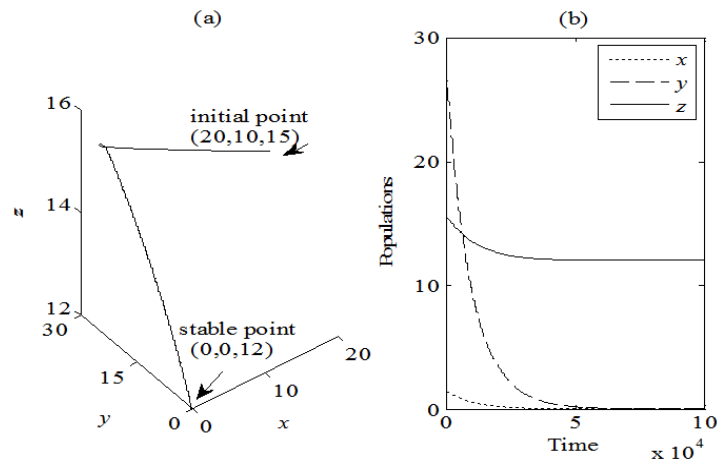 (a)
16
14
12
z
initial point
(20,10,15)
stable point
(0,0,12)
30
15
0
y
0
10
20
x
(b)
30
20
10
0
Populations
x
y
z
0
5
10
Time
x 10^4